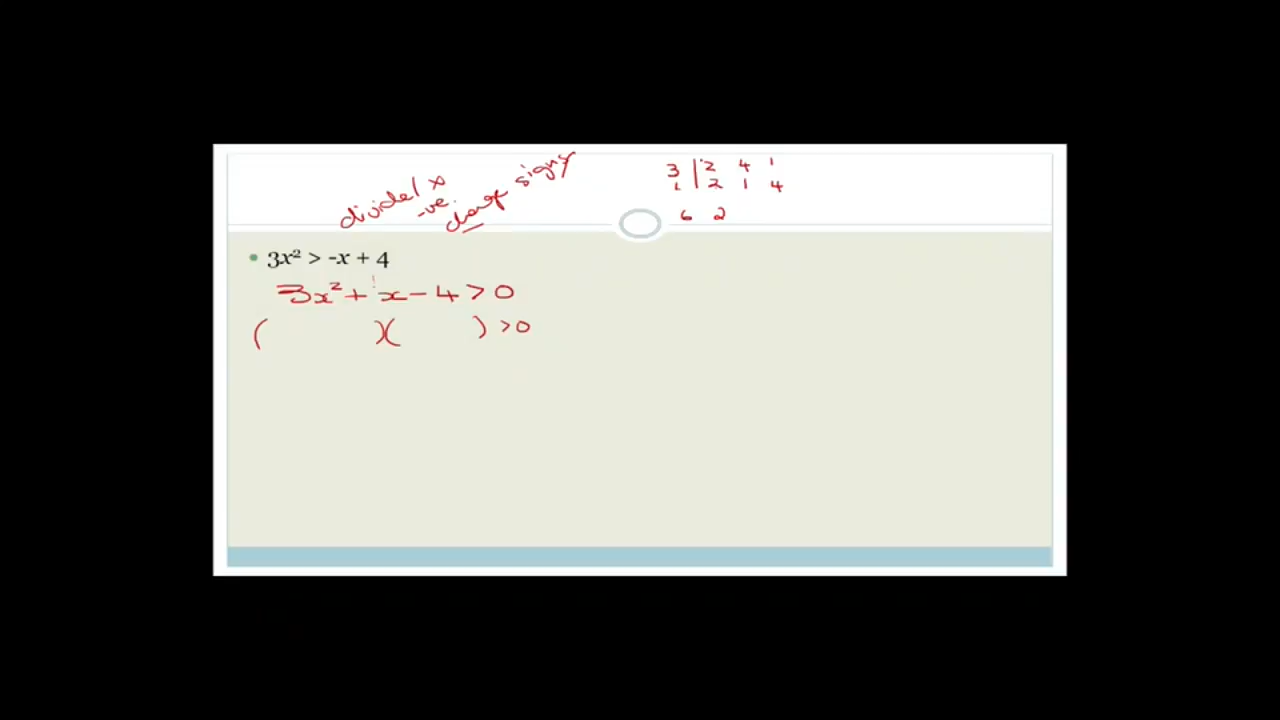 divide/x
-ve
change signs
3 | 2 4 1
1 | 2 1 4
6 2
• 3x² > -x + 4
3x² + 1x - 4 > 0
( )( ) > 0